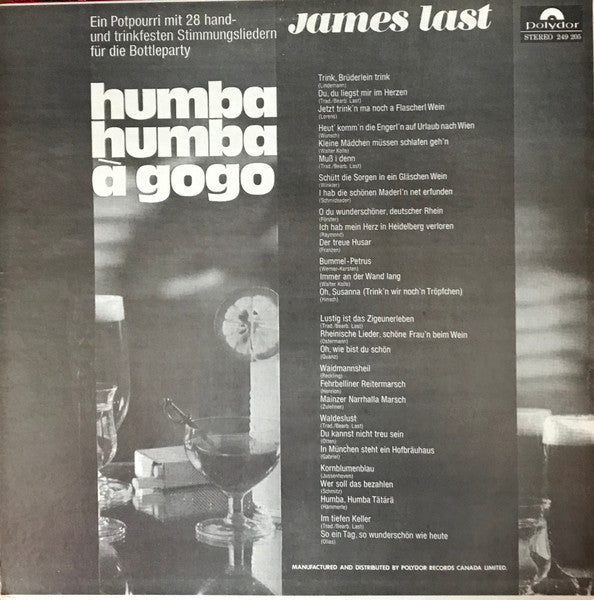 Ein Potpourri mit 28 hand-
und trinkfesten Stimmungsliedern
für die Bottleparty
James Last
Polydor
STEREO 249 205
humba
humba
à gogo
Trink, Brüderlein trink
(Lindemann)
Du, du liegst mir im Herzen
(Trad./Bearb. Last)
Jetzt trink'n ma noch a Flascherl Wein
(Lorens)
Heut' komm'n die Engerl'n auf Urlaub nach Wien
(Wunsch)
Kleine Mädchen müssen schlafen geh'n
(Walter Kollo)
Muß i denn
(Trad./Bearb. Last)
Schütt die Sorgen in ein Gläschen Wein
(Winkler)
I hab die schönen Maderl'n net erfunden
(Schmidseder)
O du wunderschöner, deutscher Rhein
(Förster)
Ich hab mein Herz in Heidelberg verloren
(Raymond)
Der treue Husar
(Franzen)
Bummel-Petrus
(Werner-Kersten)
Immer an der Wand lang
(Walter Kollo)
Oh, Susanna (Trink'n wir noch'n Tröpfchen)
(Hirsch)
Lustig ist das Zigeunerleben
(Trad./Bearb. Last)
Rheinische Lieder, schöne Frau'n beim Wein
(Ostermann)
Oh, wie bist du schön
(Quanz)
Waidmannsheil
(Reckling)
Fehrbelliner Reitermarsch
(Henrion)
Mainzer Narrhalla Marsch
(Zulehner)
Waldeslust
(Trad./Bearb. Last)
Du kannst nicht treu sein
(Otten)
In München steht ein Hofbräuhaus
(Gabriel)
Kornblumenblau
(Jussenhoven)
Wer soll das bezahlen
(Schmitz)
Humba, Humba Tätärä
(Hämmerle)
Im tiefen Keller
(Trad./Bearb. Last)
So ein Tag, so wunderschön wie heute
(Olias)
MANUFACTURED AND DISTRIBUTED BY POLYDOR RECORDS CANADA LIMITED.